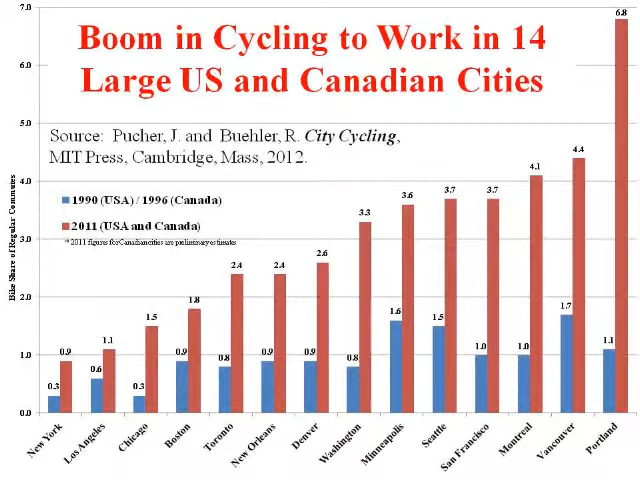 Boom in Cycling to Work in 14
Large US and Canadian Cities
Source: Pucher, J. and Buehler, R. City Cycling,
MIT Press, Cambridge, Mass, 2012.
1990 (USA) / 1996 (Canada)
2011 (USA and Canada)
* 2011 figures for Canadian cities are preliminary estimates
Bike Share of Regular Commutes
7.0
6.0
5.0
4.0
3.0
2.0
1.0
0.0
0.3 0.9
0.6 1.1
0.3 1.5
0.9 1.8
0.8 2.4
0.9 2.4
0.9 2.6
0.8 3.3
1.6 3.6
1.5 3.7
1.0 3.7
1.0 4.1
1.7 4.4
1.1 6.8
New York
Los Angeles
Chicago
Boston
Toronto
New Orleans
Denver
Washington
Minneapolis
Seattle
San Francisco
Montreal
Vancouver
Portland